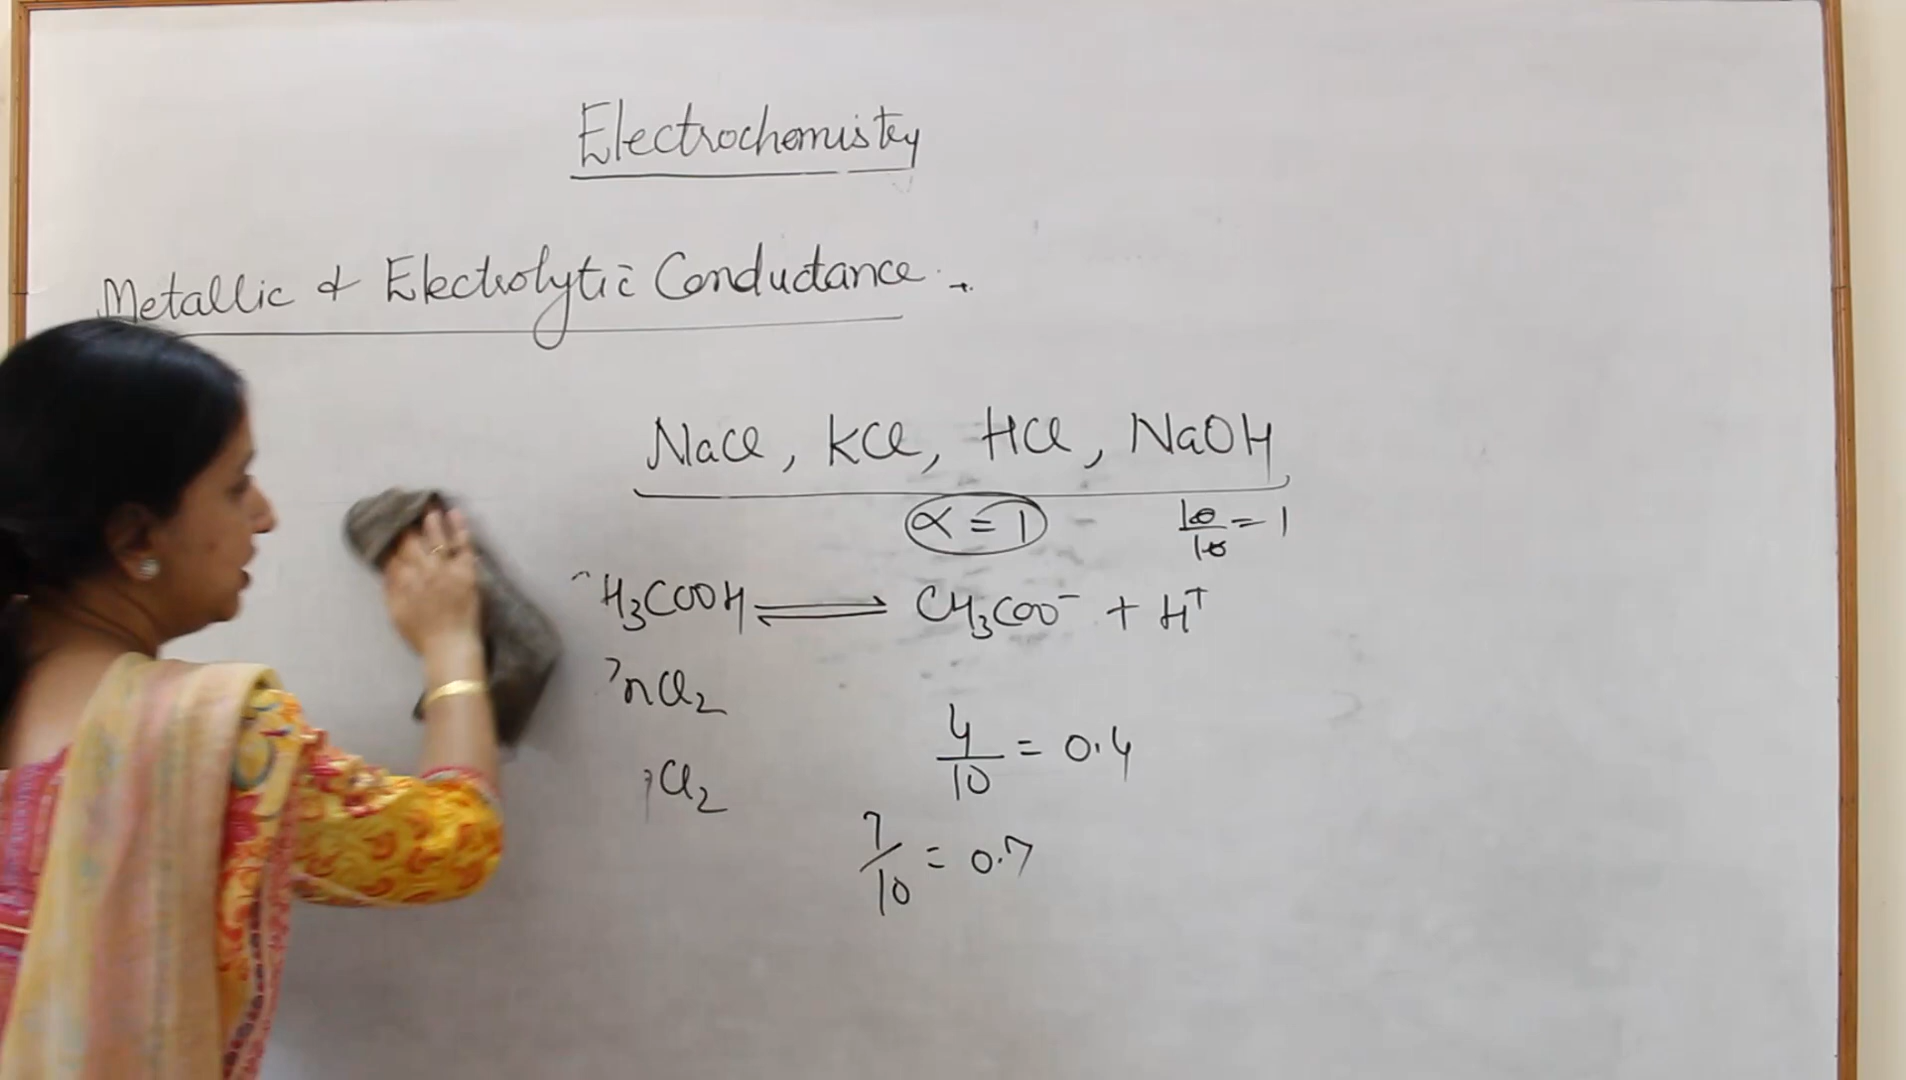 Electrochemistry
Metallic & Electrolytic Conductance :-
NaCl, KCl, HCl, NaOH
α = 1
10/10 = 1
H₃COOH ⇌ CH₃COO⁻ + H⁺
nCl₂
4/10 = 0.4
Cl₂
7/10 = 0.7